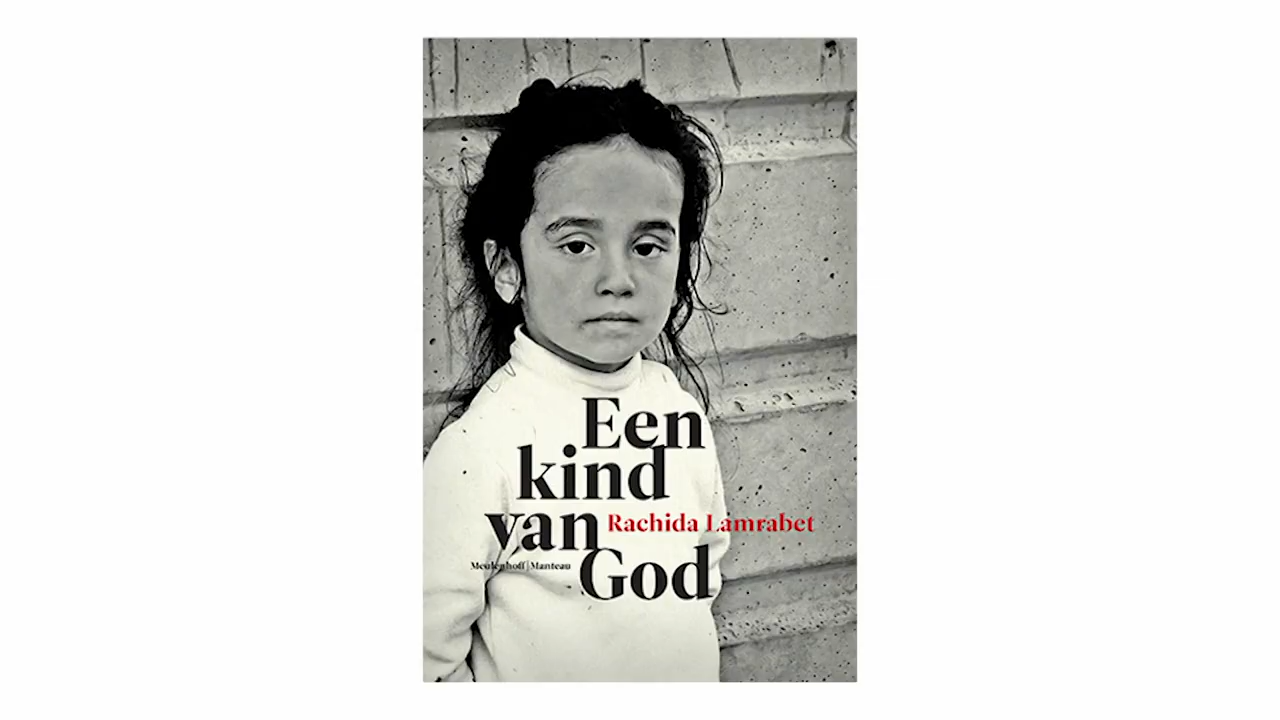 Een
kind
van
Rachida Lamrabet
Meulenhoff | Manteau
God